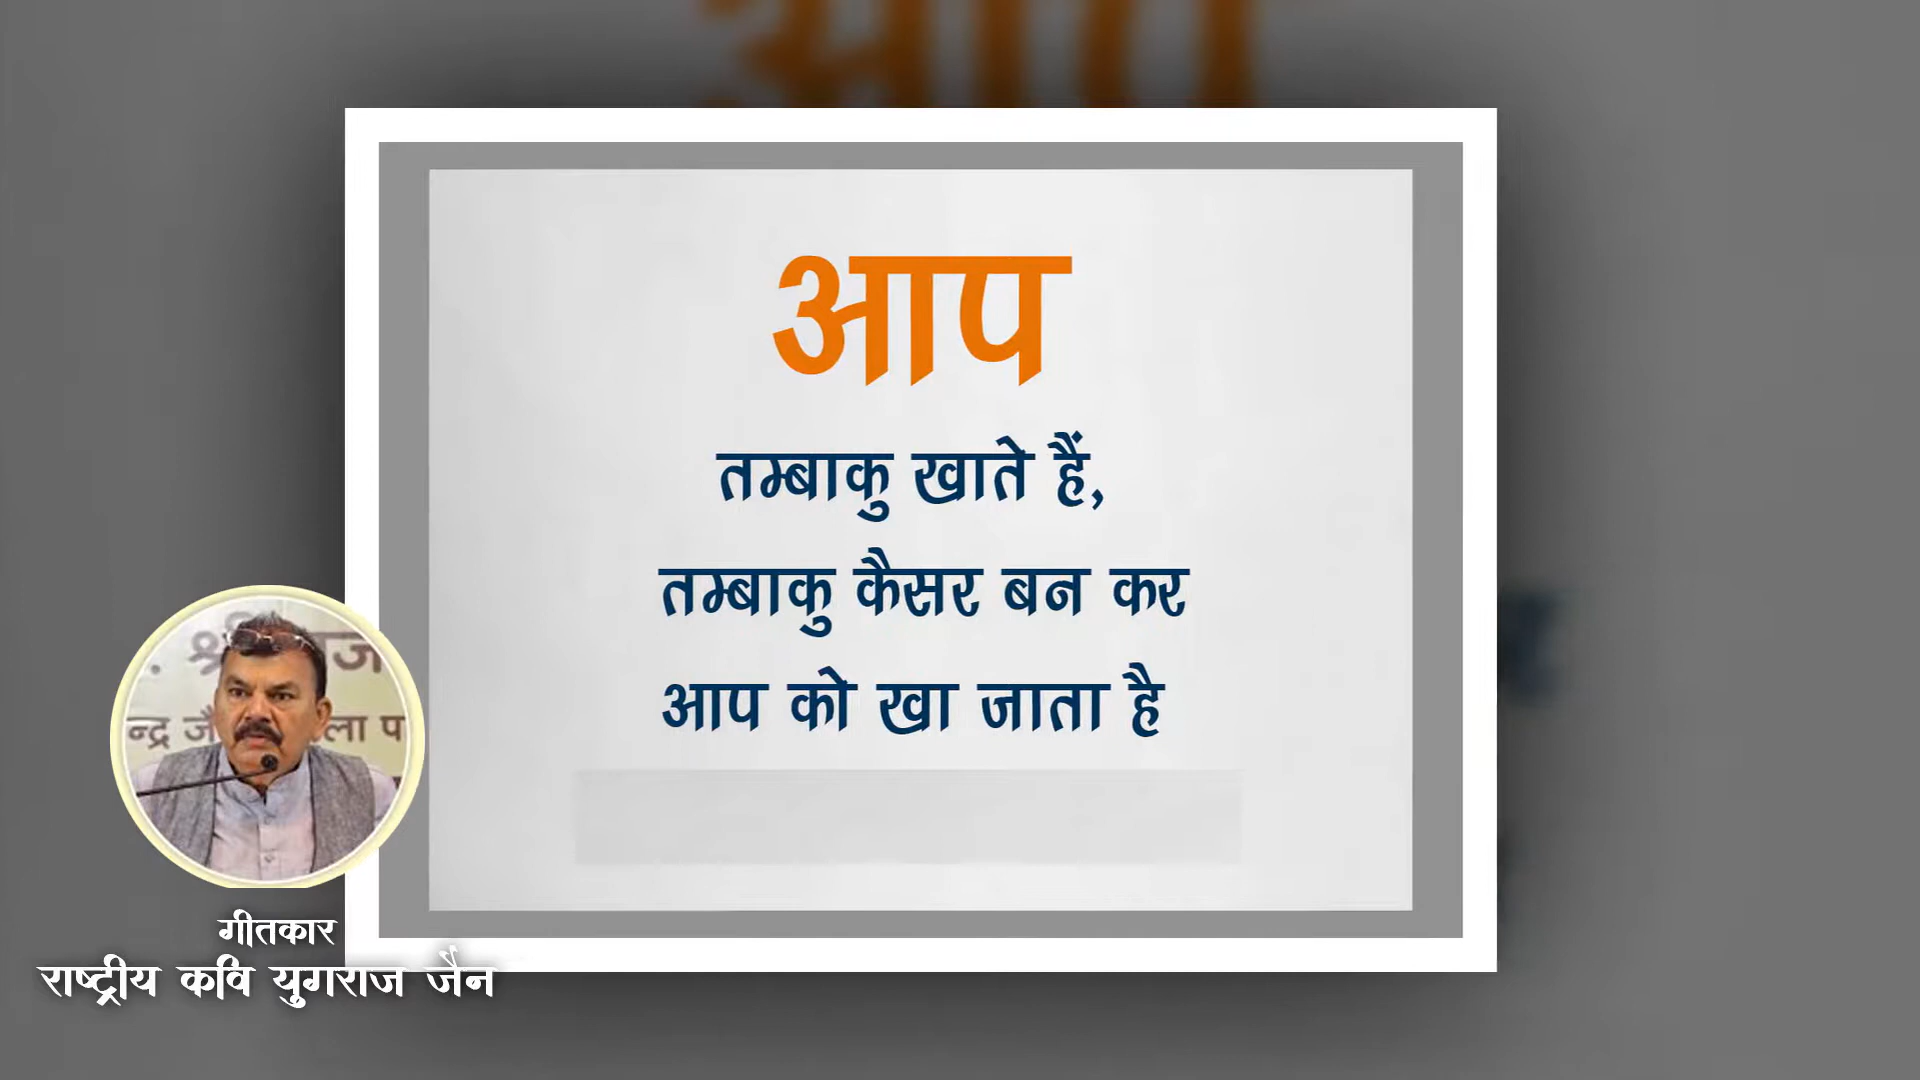 आप
तम्बाकु खाते हैं,
तम्बाकु कैसर बन कर
आप को खा जाता है
न्द्र जै
ला प
गीतकार
राष्ट्रीय कवि युगराज जैन